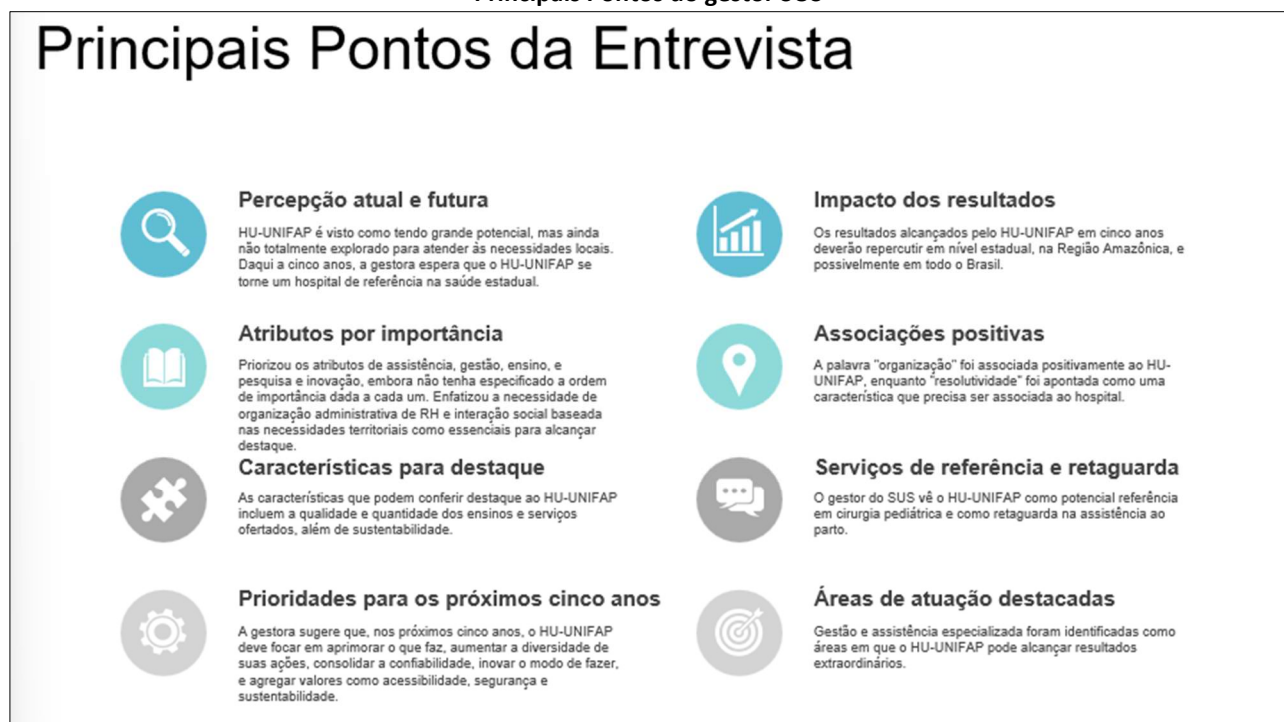 Principais Pontos da Entrevista
Percepção atual e futura
HU-UNIFAP é visto como tendo grande potencial, mas ainda
não totalmente explorado para atender às necessidades locais.
Daqui a cinco anos, a gestora espera que o HU-UNIFAP se
torne um hospital de referência na saúde estadual.
Atributos por importância
Priorizou os atributos de assistência, gestão, ensino, e
pesquisa e inovação, embora não tenha especificado a ordem
de importância dada a cada um. Enfatizou a necessidade de
organização administrativa de RH e interação social baseada
nas necessidades territoriais como essenciais para alcançar
destaque.
Características para destaque
As características que podem conferir destaque ao HU-UNIFAP
incluem a qualidade e quantidade dos ensinos e serviços
ofertados, além de sustentabilidade.
Prioridades para os próximos cinco anos
A gestora sugere que, nos próximos cinco anos, o HU-UNIFAP
deve focar em aprimorar o que faz, aumentar a diversidade de
suas ações, consolidar a confiabilidade, inovar o modo de fazer,
e agregar valores como acessibilidade, segurança e
sustentabilidade.
Impacto dos resultados
Os resultados alcançados pelo HU-UNIFAP em cinco anos
deverão repercutir em nível estadual, na Região Amazônica, e
possivelmente em todo o Brasil.
Associações positivas
A palavra "organização" foi associada positivamente ao HU-
UNIFAP, enquanto "resolutividade" foi apontada como uma
característica que precisa ser associada ao hospital.
Serviços de referência e retaguarda
O gestor do SUS vê o HU-UNIFAP como potencial referência
em cirurgia pediátrica e como retaguarda na assistência ao
parto.
Áreas de atuação destacadas
Gestão e assistência especializada foram identificadas como
áreas em que o HU-UNIFAP pode alcançar resultados
extraordinários.